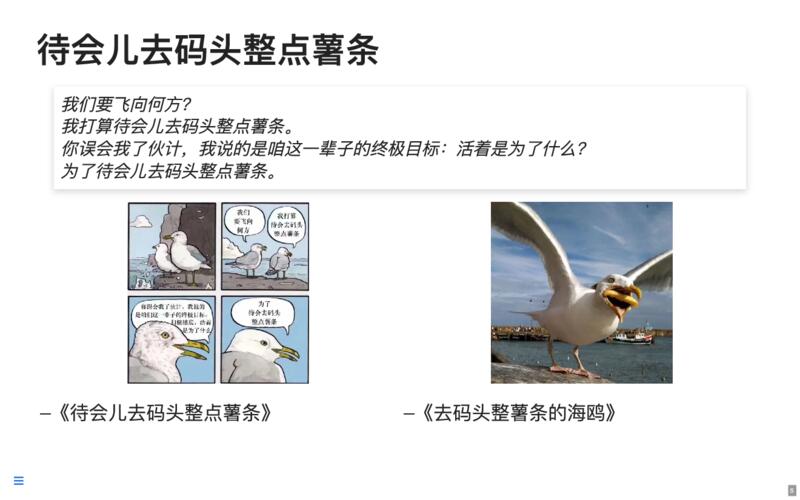 待会儿去码头整点薯条
我们要飞向何方？
我打算待会儿去码头整点薯条。
你误会我了伙计，我说的是咱这一辈子的终极目标：活着是为了什么？
为了待会儿去码头整点薯条。
我们
要飞向
何方
我打算
待会去码头
整点薯条
你误会我了伙计，我说的
是咱们这一辈子的终极目标，
归根结底，活着
是为了什么
为了
待会去码头
整点薯条
–《待会儿去码头整点薯条》
–《去码头整薯条的海鸥》